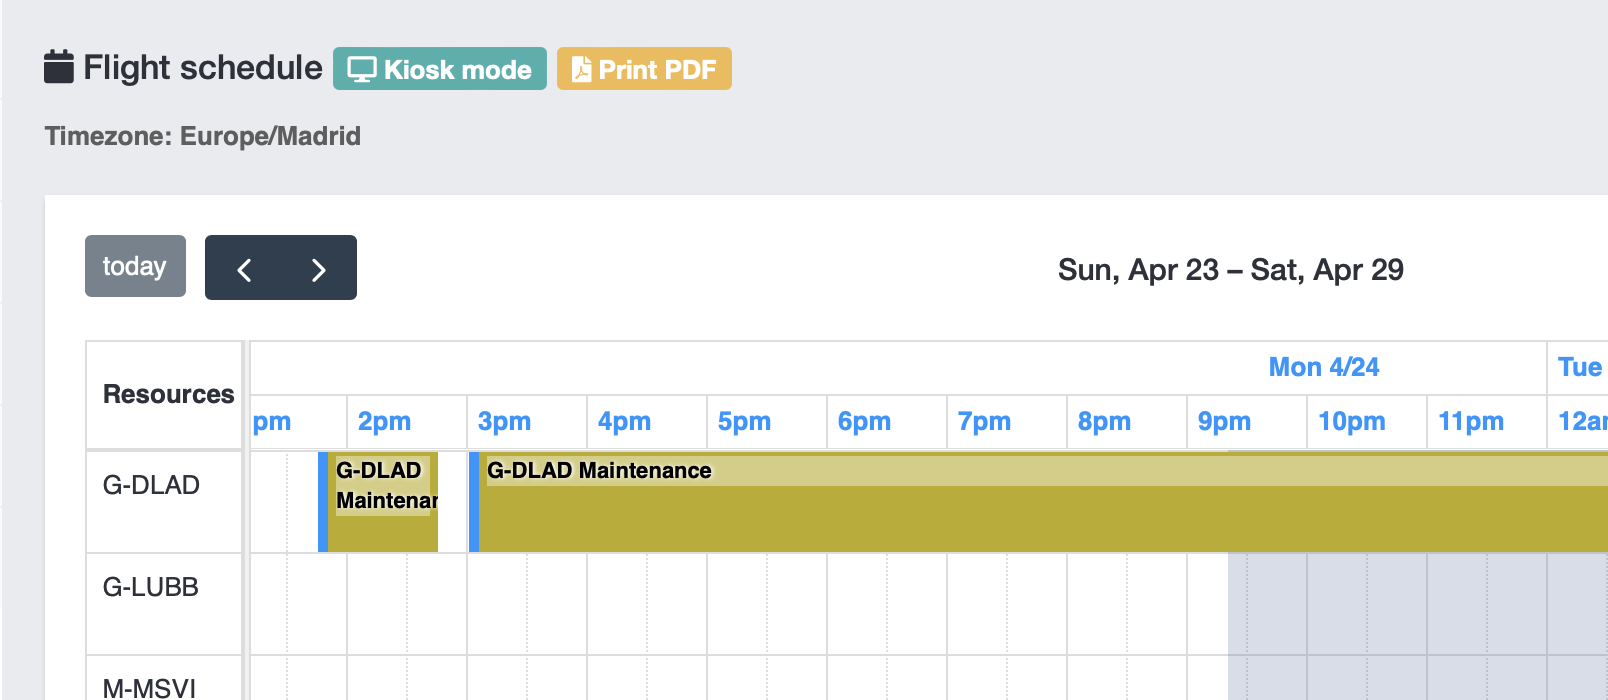 Flight schedule Kiosk mode Print PDF
Timezone: Europe/Madrid
today Sun, Apr 23 – Sat, Apr 29
Resources
Mon 4/24 Tue
pm 2pm 3pm 4pm 5pm 6pm 7pm 8pm 9pm 10pm 11pm 12a
G-DLAD
G-DLAD
Maintenan
G-DLAD Maintenance
G-LUBB
M-MSVI